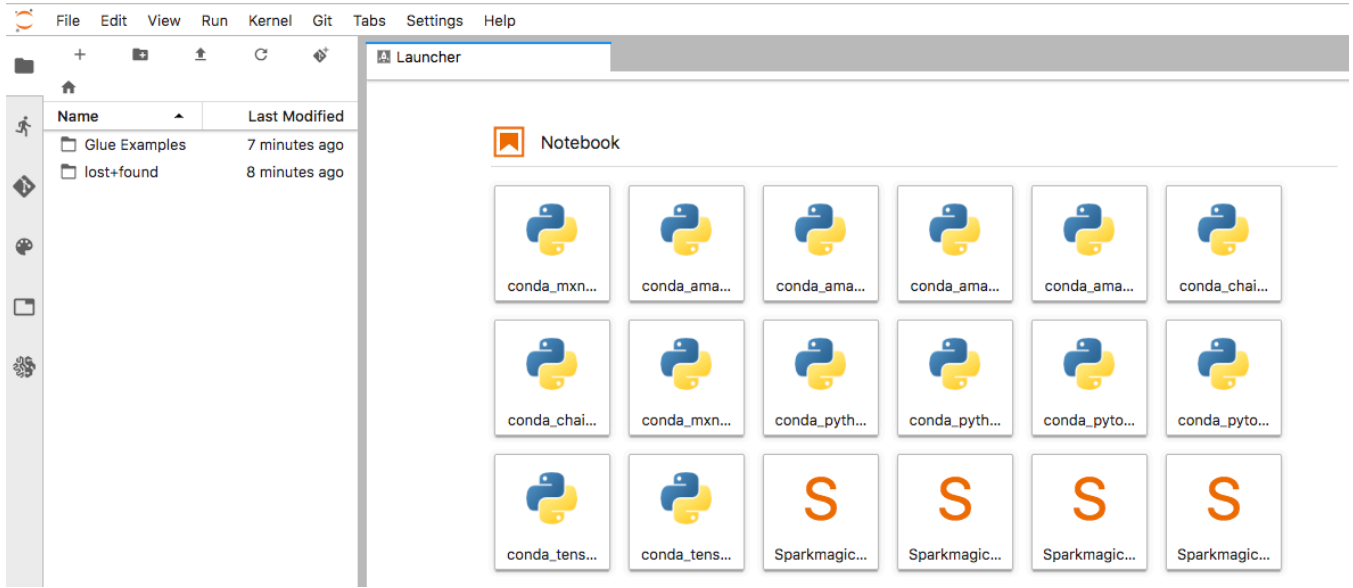 File Edit View Run Kernel Git Tabs Settings Help
Launcher
Name Last Modified
Glue Examples 7 minutes ago
lost+found 8 minutes ago
Notebook
conda_mxn... conda_ama... conda_ama... conda_ama... conda_ama... conda_chai...
conda_chai... conda_mxn... conda_pyth... conda_pyth... conda_pyto... conda_pyto...
conda_tens... conda_tens... Sparkmagic... Sparkmagic... Sparkmagic... Sparkmagic...